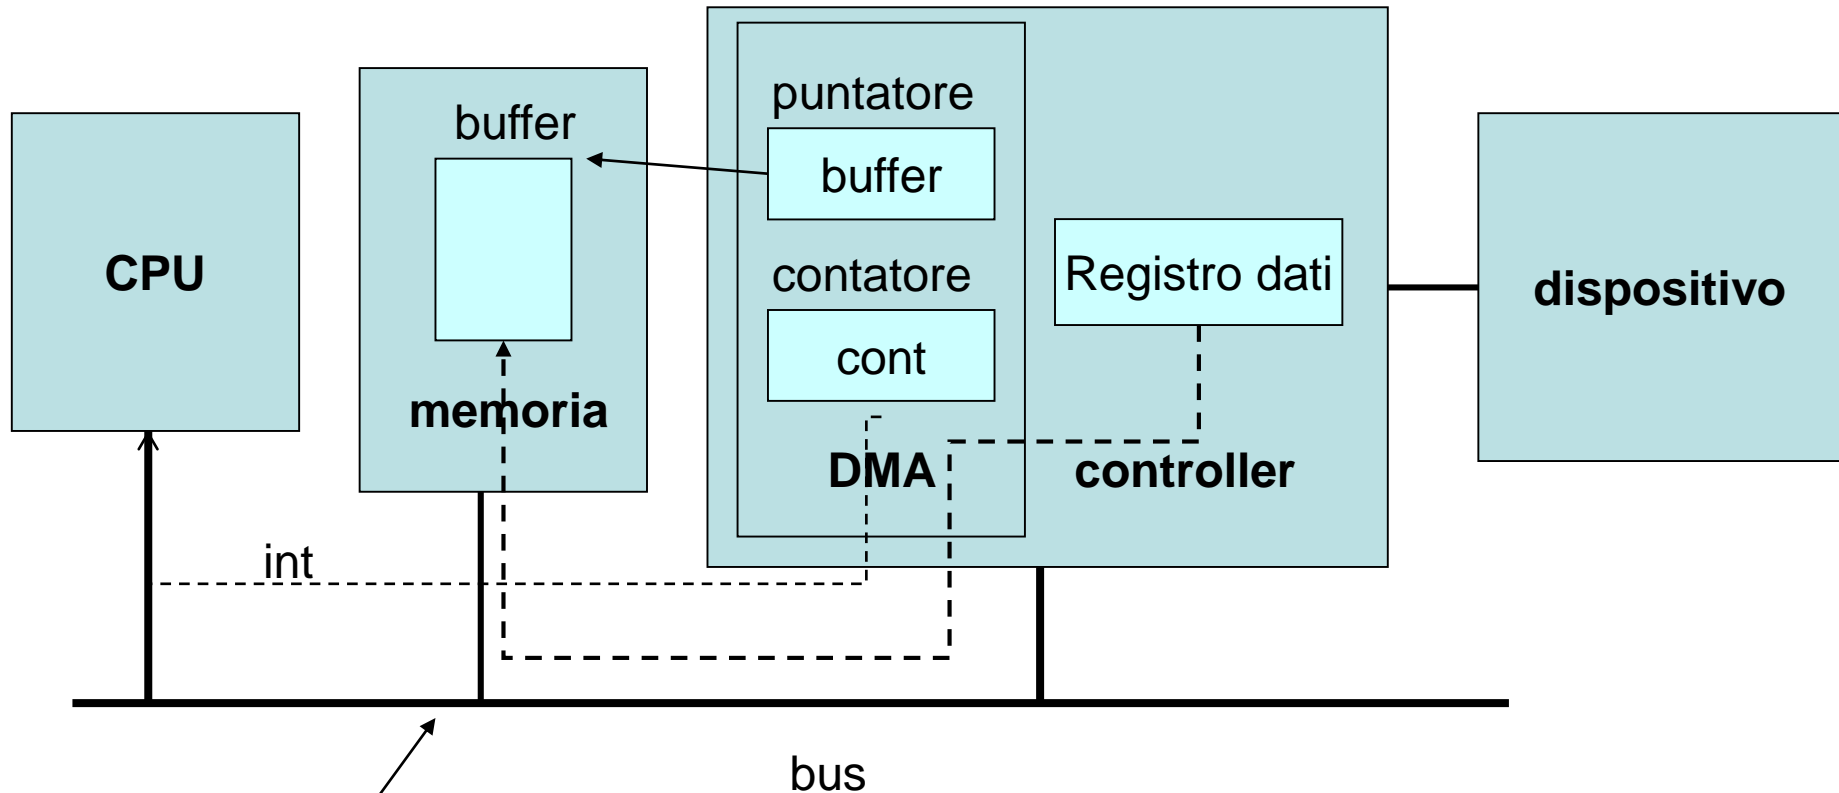 CPU
buffer
memoria
puntatore
buffer
contatore
cont
DMA
Registro dati
controller
dispositivo
int
bus